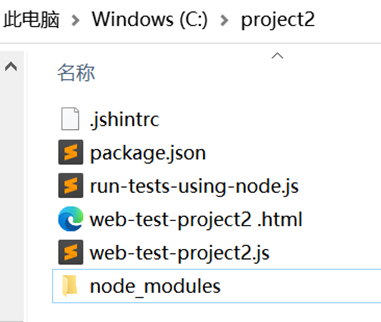 此电脑 > Windows (C:) > project2
名称
.jshintrc
package.json
run-tests-using-node.js
web-test-project2 .html
web-test-project2.js
node_modules